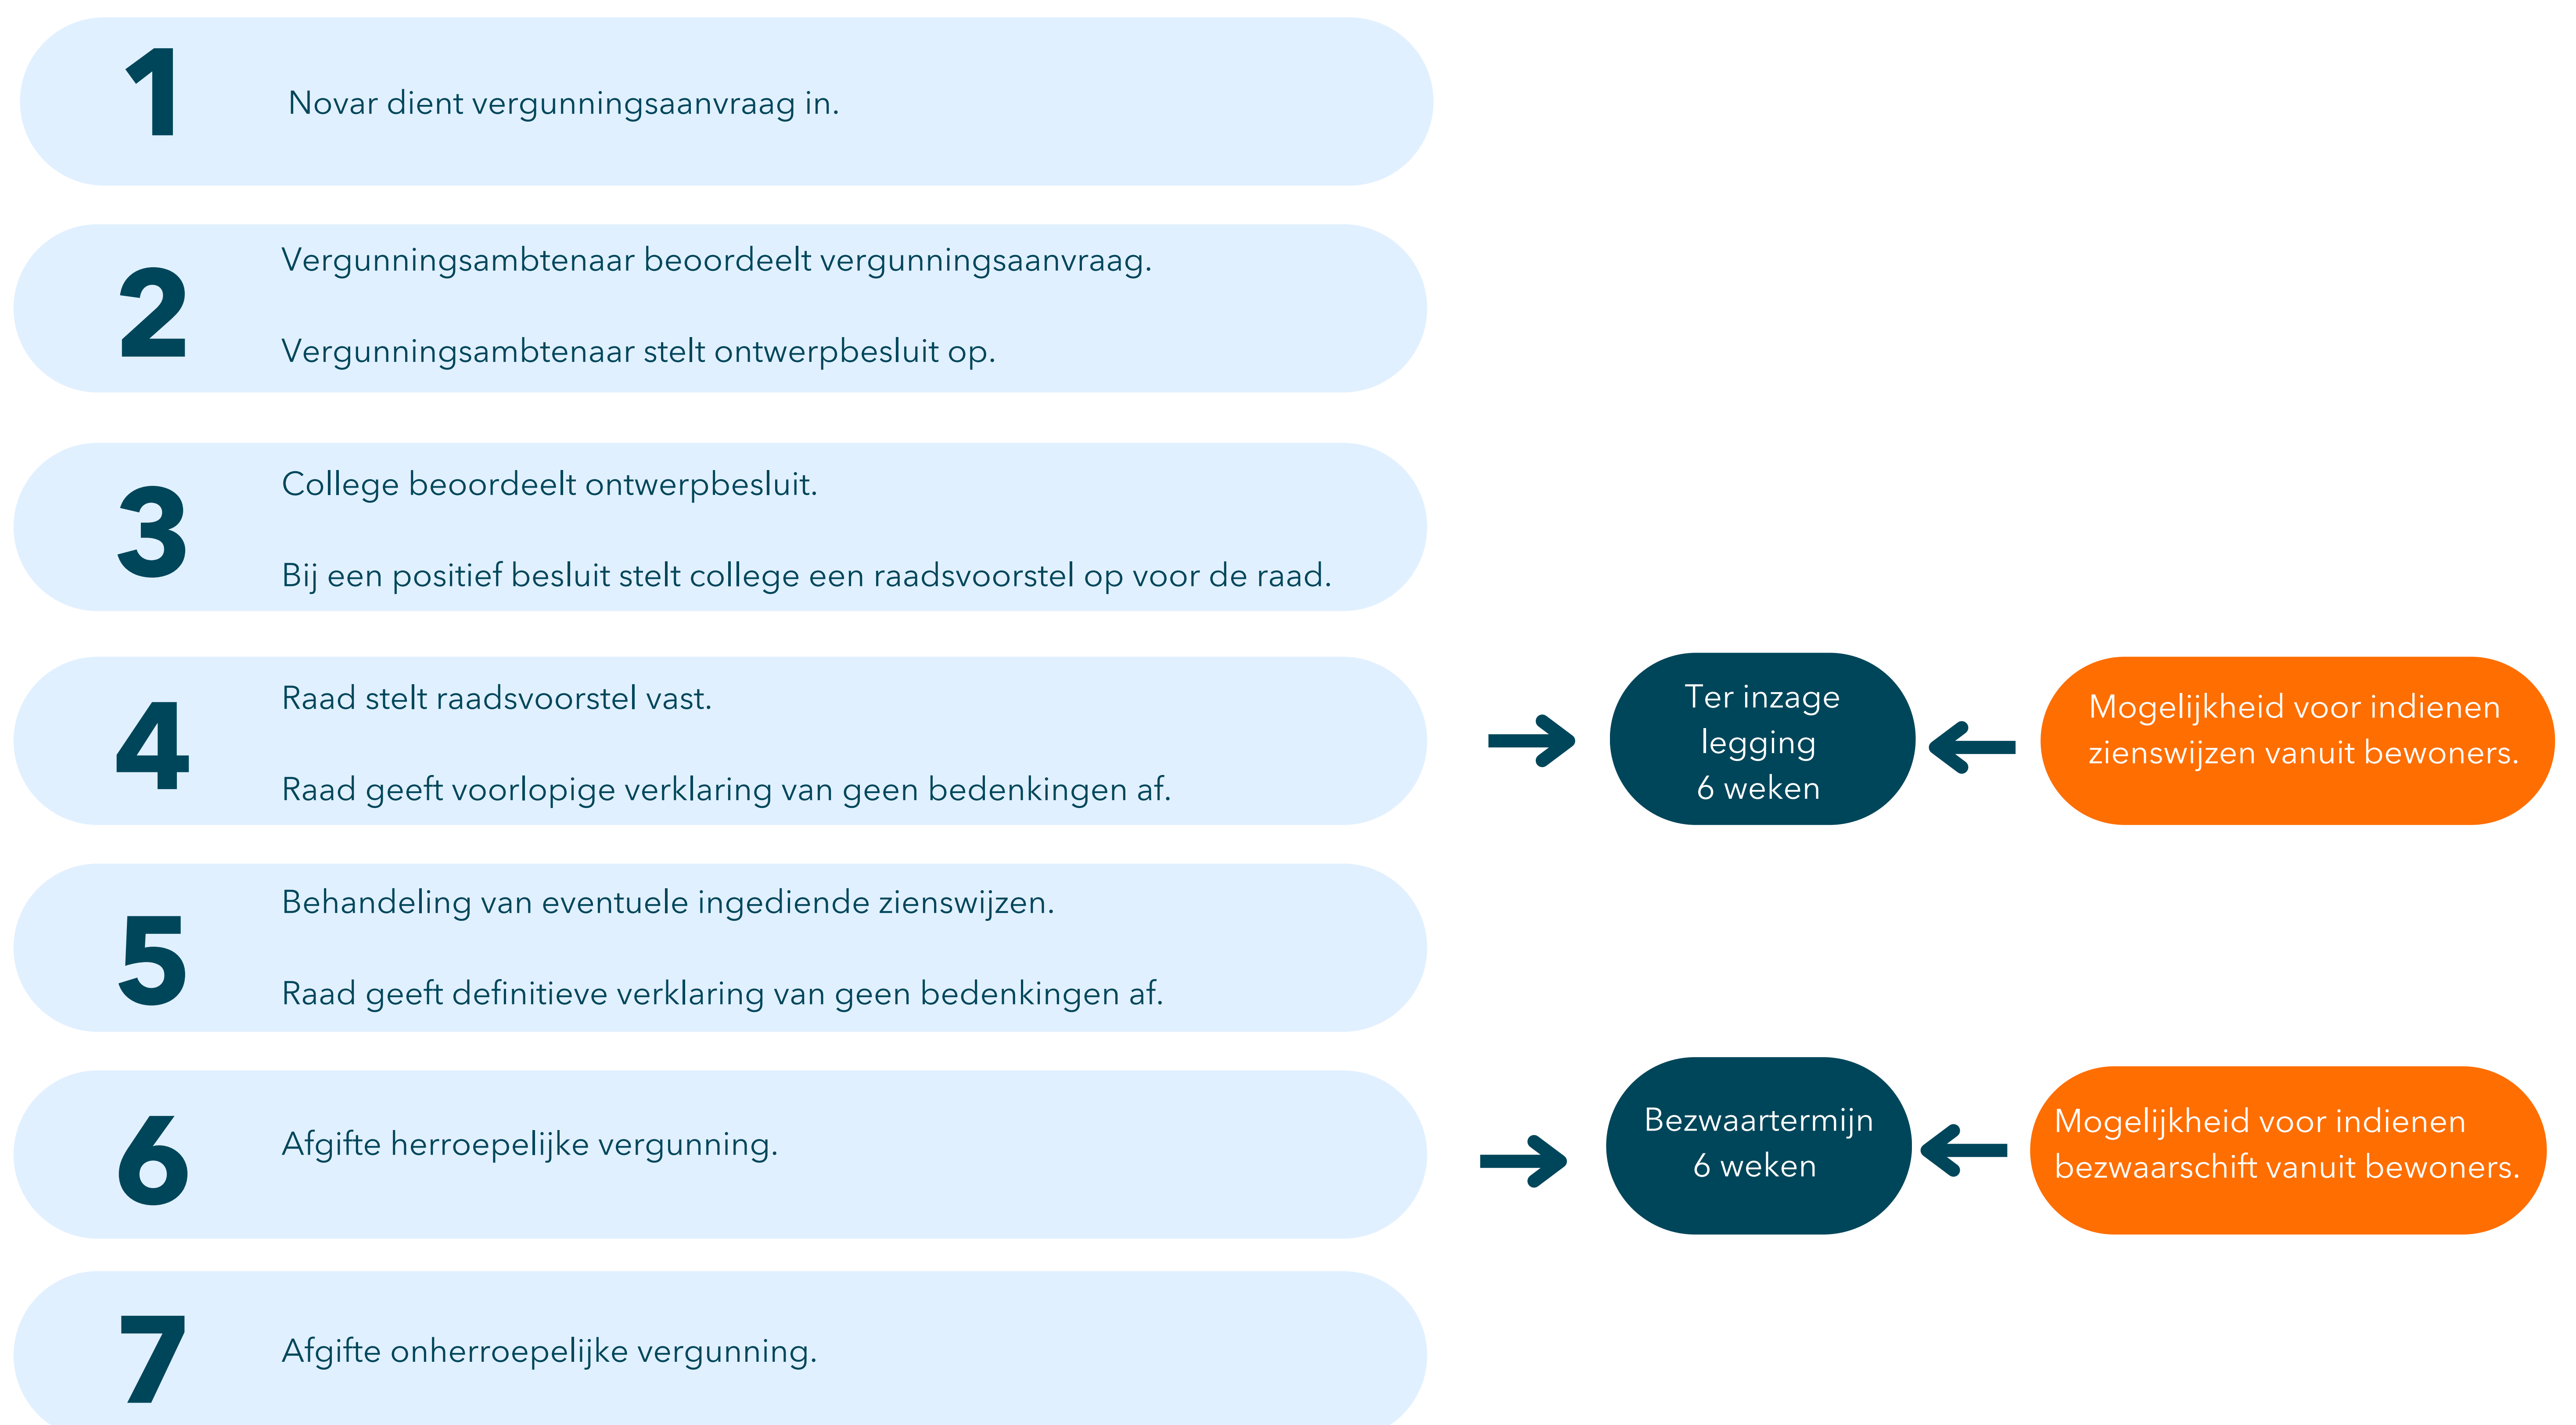 1
Novar dient vergunningsaanvraag in.
2
Vergunningsambtenaar beoordeelt vergunningsaanvraag.
Vergunningsambtenaar stelt ontwerpbesluit op.
3
College beoordeelt ontwerpbesluit.
Bij een positief besluit stelt college een raadsvoorstel op voor de raad.
4
Raad stelt raadsvoorstel vast.
Raad geeft voorlopige verklaring van geen bedenkingen af.
Ter inzage
legging
6 weken
Mogelijkheid voor indienen
zienswijzen vanuit bewoners.
5
Behandeling van eventuele ingediende zienswijzen.
Raad geeft definitieve verklaring van geen bedenkingen af.
6
Afgifte herroepelijke vergunning.
Bezwaartermijn
6 weken
Mogelijkheid voor indienen
bezwaarschift vanuit bewoners.
7
Afgifte onherroepelijke vergunning.